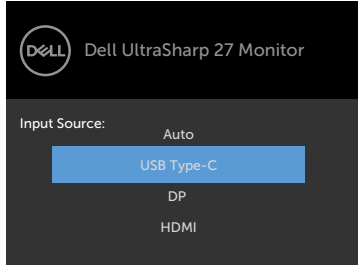 DELL
Dell UltraSharp 27 Monitor
Input Source:
Auto
USB Type-C
DP
HDMI